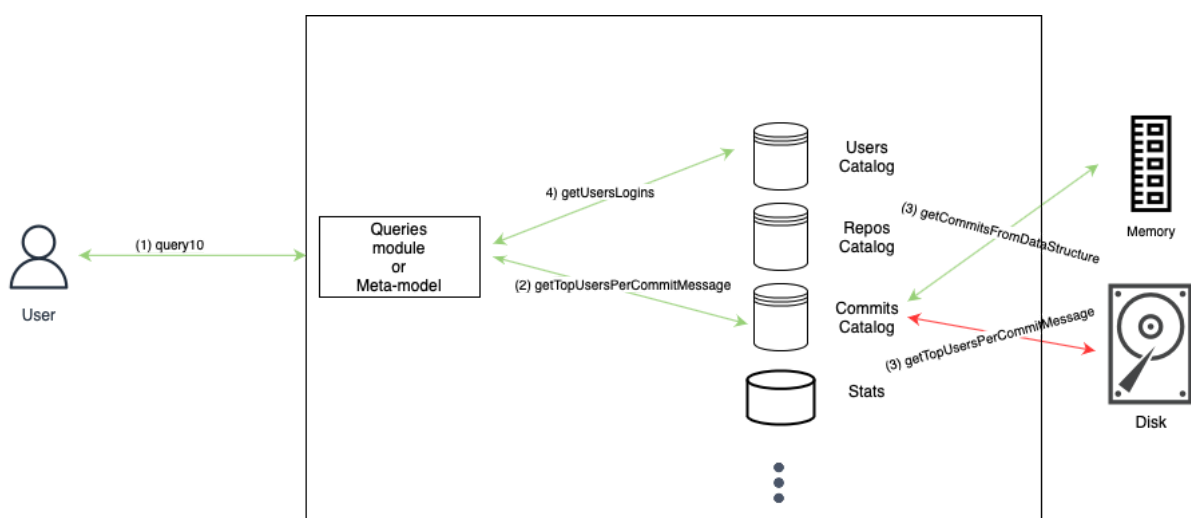 Users
Catalog
4) getUsersLogins
(3) getCommitsFromDataStructure
Memory
(1) query10
Queries
module
or
Meta-model
Repos
Catalog
User
(2) getTopUsersPerCommitMessage
Commits
Catalog
(3) getTopUsersPerCommitMessage
Stats
Disk